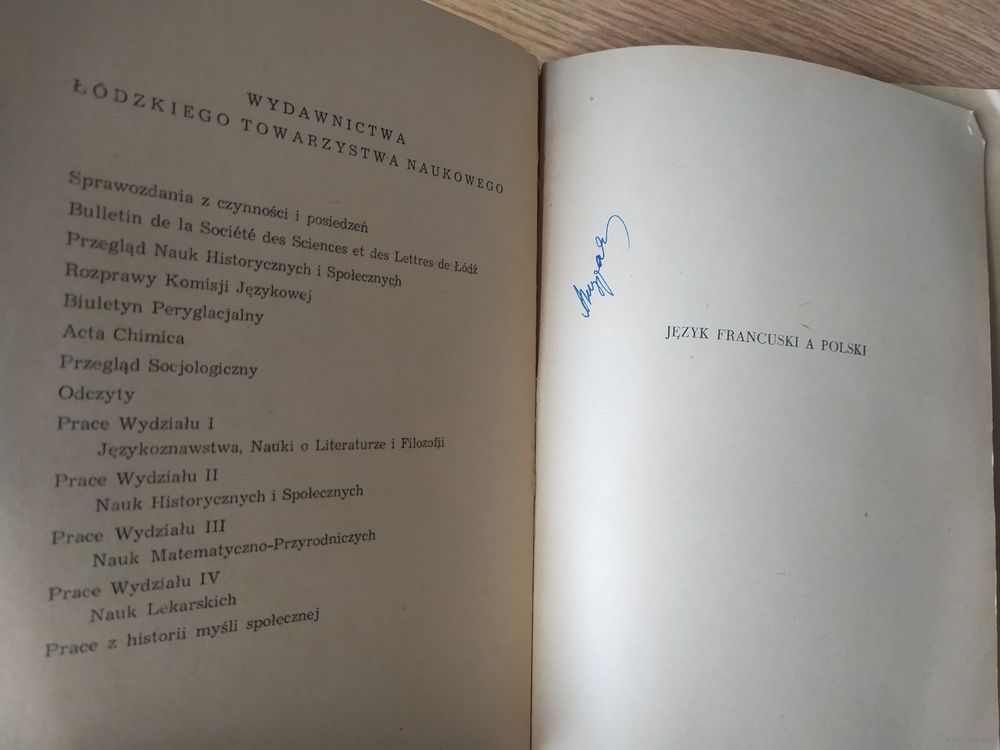 WYDAWNICTWA
ŁÓDZKIEGO TOWARZYSTWA NAUKOWEGO
Sprawozdania z czynności i posiedzeń
Bulletin de la Société des Sciences et des Lettres de Łódź
Przegląd Nauk Historycznych i Społecznych
Rozprawy Komisji Językowej
Biuletyn Peryglacjalny
Acta Chimica
Przegląd Socjologiczny
Odczyty
Prace Wydziału I
Językoznawstwa, Nauki o Literaturze i Filozofji
Prace Wydziału II
Nauk Historycznych i Społecznych
Prace Wydziału III
Nauk Matematyczno-Przyrodniczych
Prace Wydziału IV
Nauk Lekarskich
Prace z historii myśli społecznej
JĘZYK FRANCUSKI A POLSKI